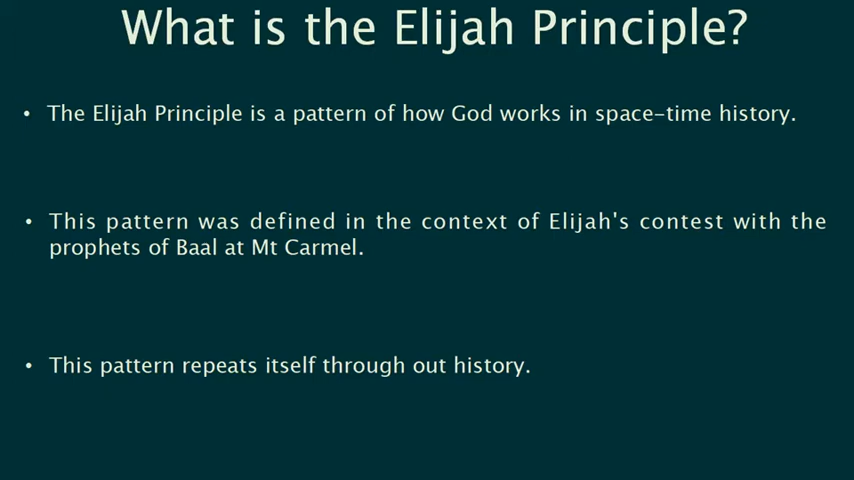 What is the Elijah Principle?
• The Elijah Principle is a pattern of how God works in space-time history.
• This pattern was defined in the context of Elijah's contest with the
prophets of Baal at Mt Carmel.
• This pattern repeats itself through out history.